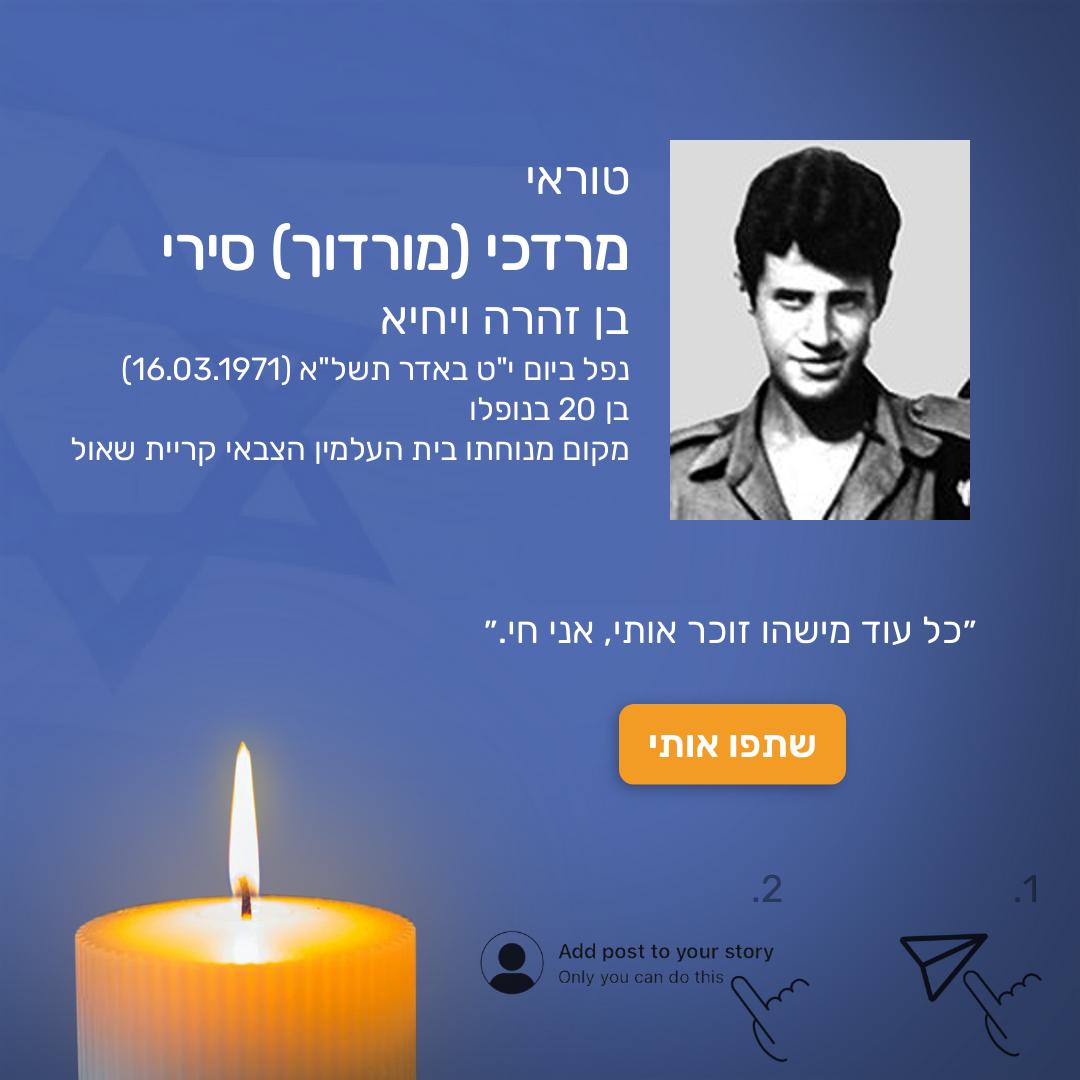 טוראי
מרדכי (מורדוך) סירי
בן זהרה ויחיא
נפל ביום י"ט באדר תשל"א (16.03.1971)
בן 20 בנופלו
מקום מנוחתו בית העלמין הצבאי קריית שאול
״כל עוד מישהו זוכר אותי, אני חי.״
שתפו אותי
1.
2.
Add post to your story
Only you can do this